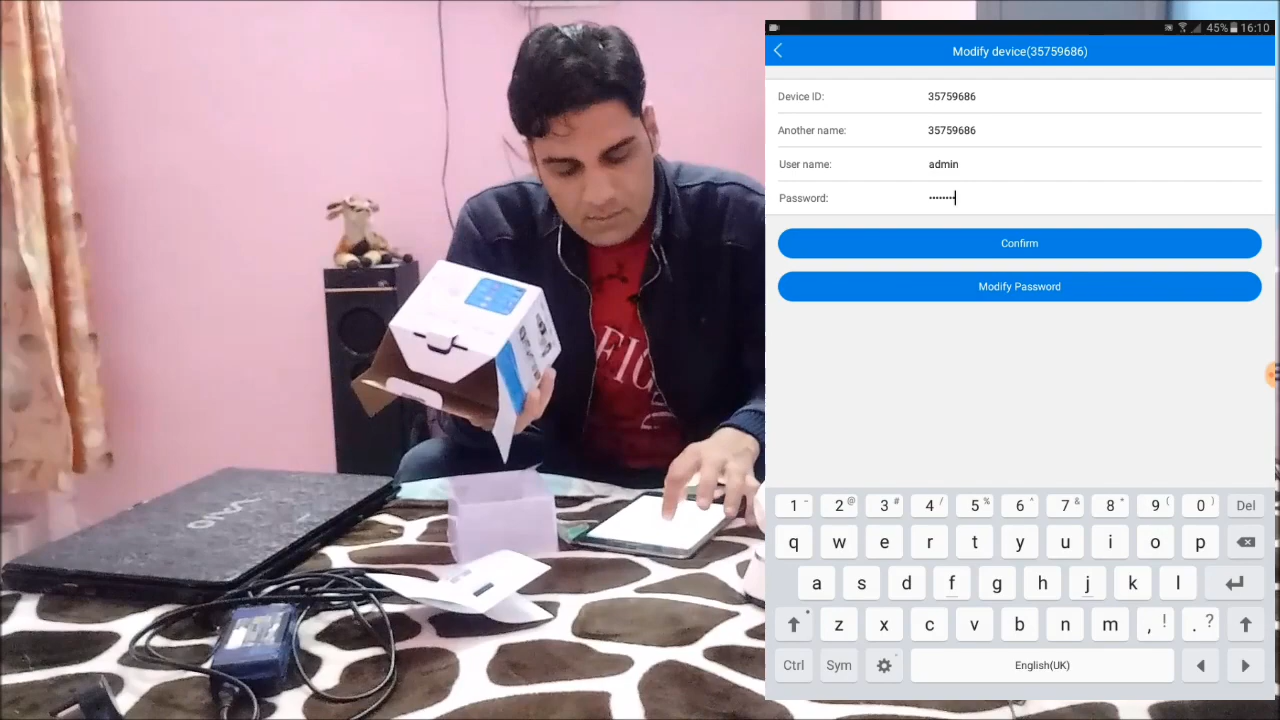 45% 16:10
Modify device(35759686)
Device ID: 35759686
Another name: 35759686
User name: admin
Password: ••••••••
Confirm
Modify Password
1 - 2 @ 3 # 4 / 5 % 6 ^ 7 & 8 * 9 ( 0 ) Del
q w e r t y u i o p
a s d f g h j k l
z x c v b n m , ! . ?
Ctrl Sym English(UK)
VAIO